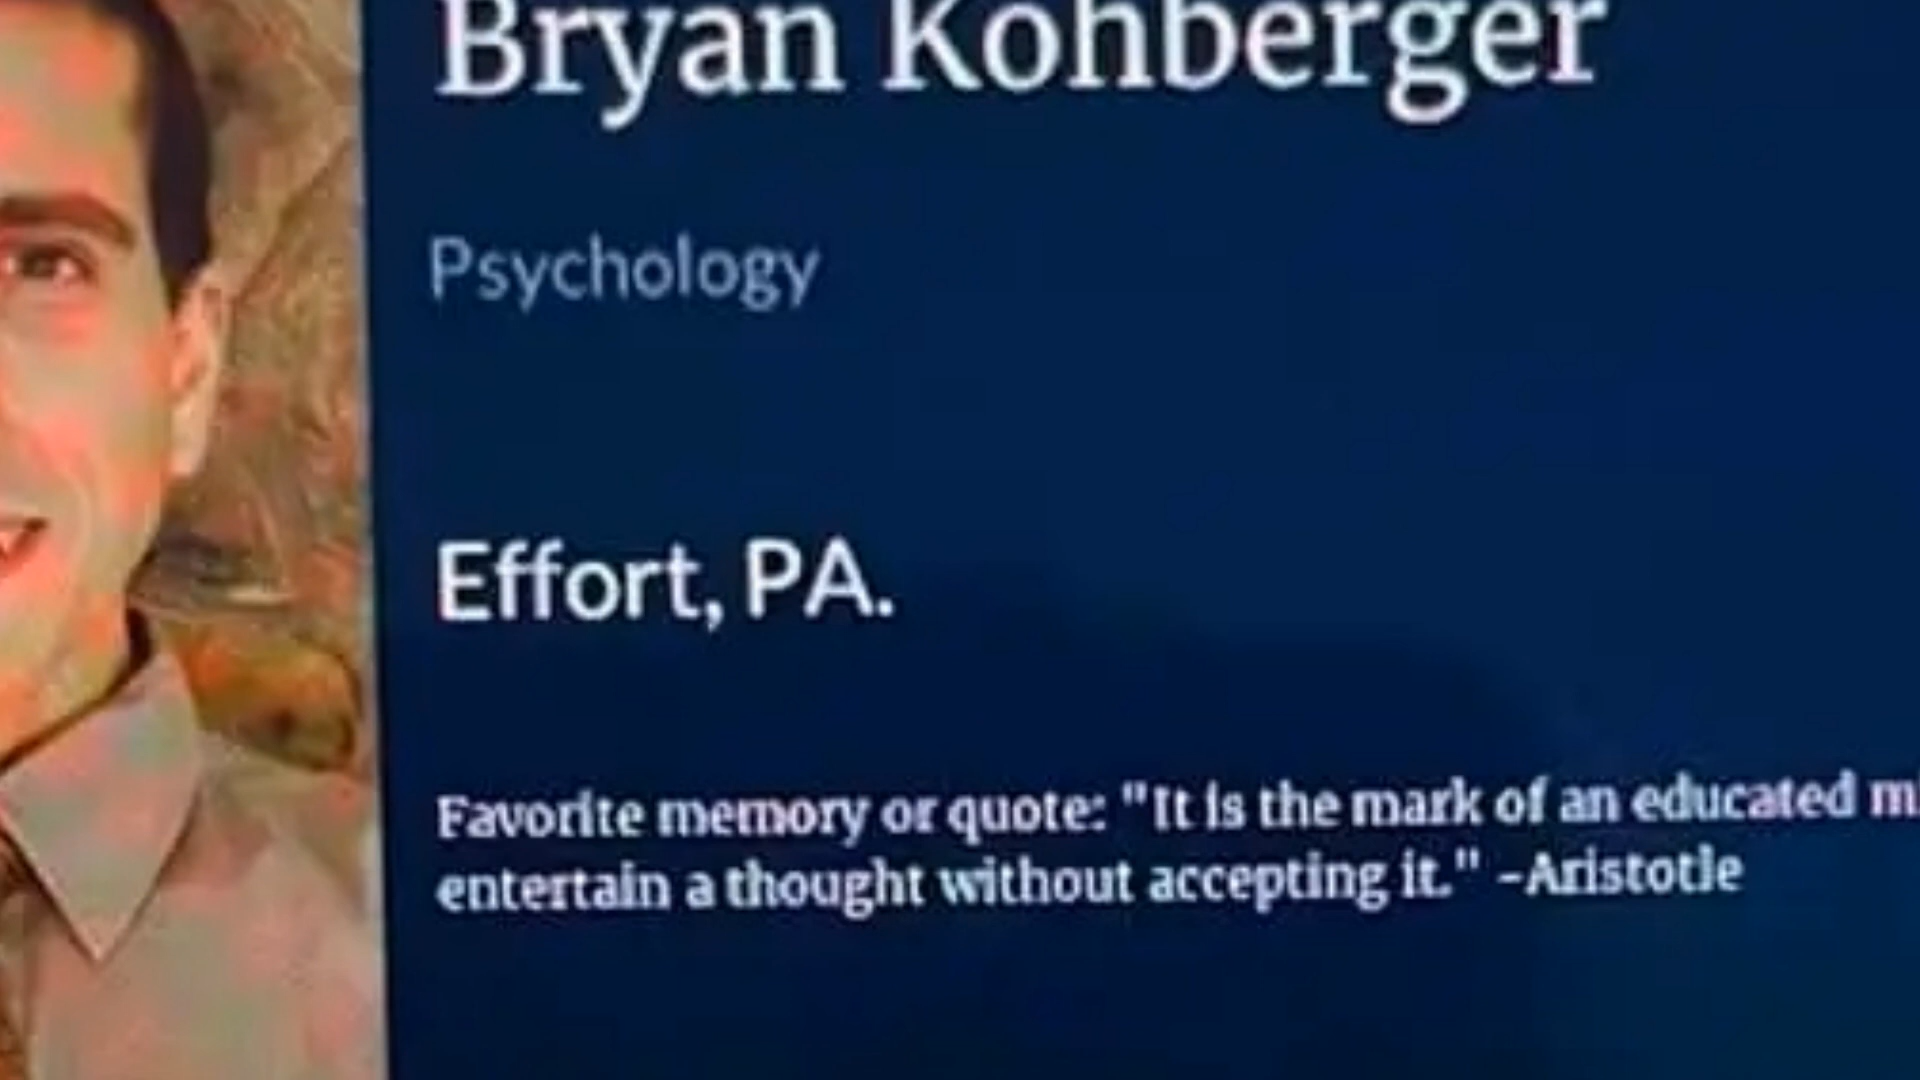 Bryan Kohberger
Psychology
Effort, PA.
Favorite memory or quote: "It is the mark of an educated
entertain a thought without accepting it." -Aristotle